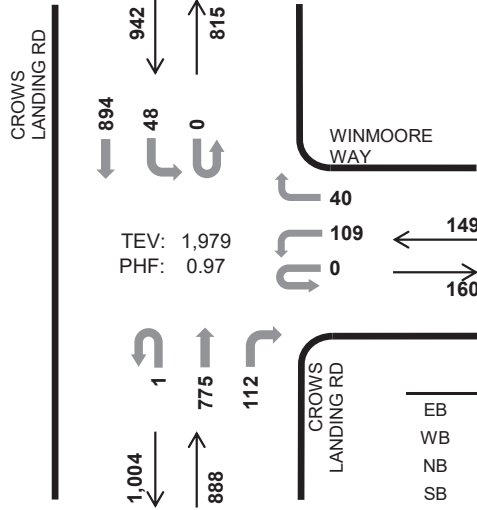 942
815
CROWS
LANDING RD
894
48
0
WINMOORE
WAY
40
TEV: 1,979
PHF: 0.97
109
0
149
160
1
775
112
CROWS
LANDING RD
1,004
888
EB
WB
NB
SB